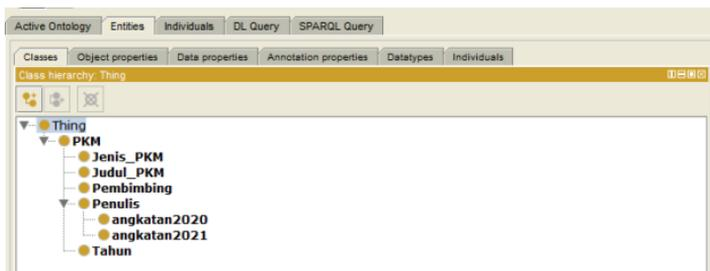 Active Ontology Entities Individuals DL Query SPARQL Query
Classes Object properties Data properties Annotation properties Datatypes Individuals
Class hierarchy: Thing
Thing
PKM
Jenis_PKM
Judul_PKM
Pembimbing
Penulis
angkatan2020
angkatan2021
Tahun